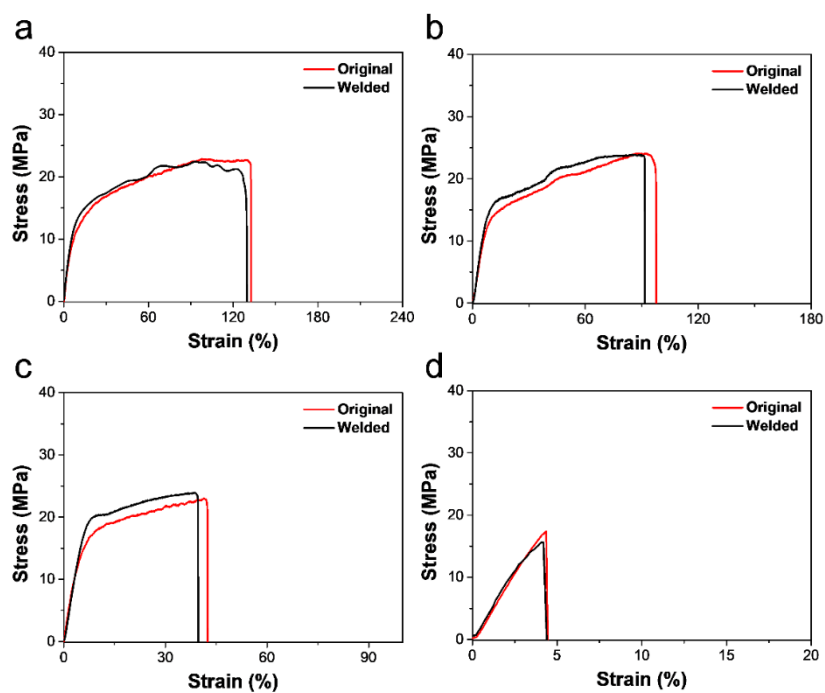 a
40
30
20
10
0
Stress (MPa)
Original
Welded
0 60 120 180 240
Strain (%)
b
40
30
20
10
0
Stress (MPa)
Original
Welded
0 60 120 180
Strain (%)
c
40
30
20
10
0
Stress (MPa)
Original
Welded
0 30 60 90
Strain (%)
d
40
30
20
10
0
Stress (MPa)
Original
Welded
0 5 10 15 20
Strain (%)